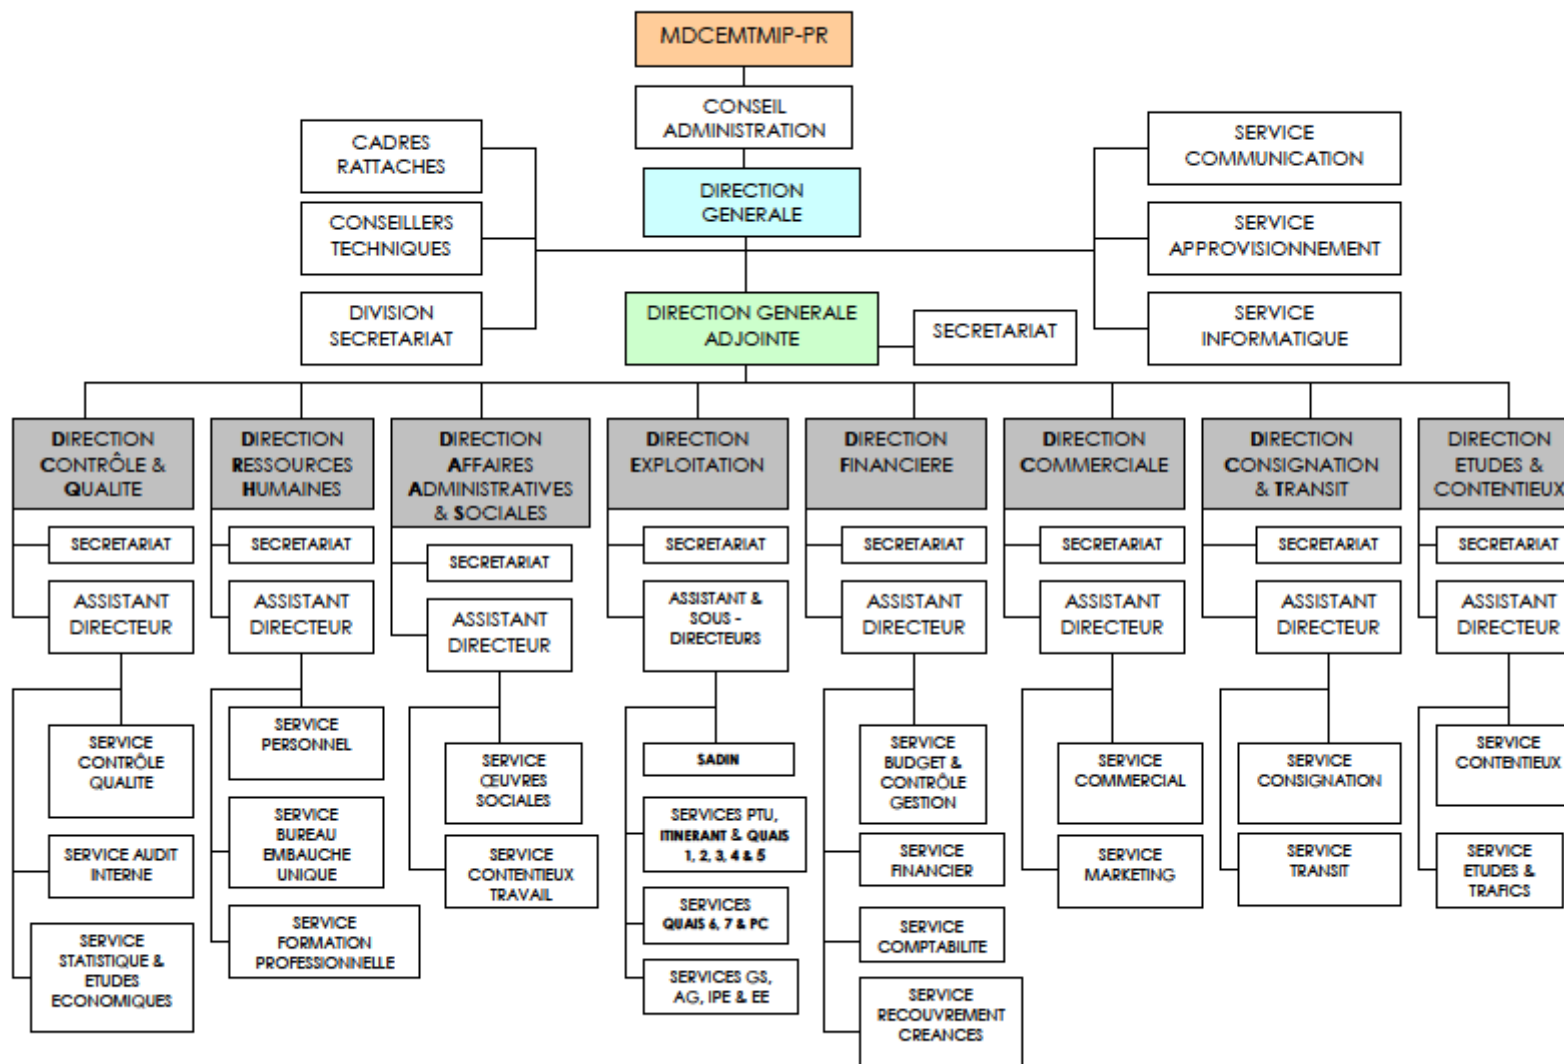 MDCEMTMIP-PR
CONSEIL
ADMINISTRATION
CADRES
RATTACHES
SERVICE
COMMUNICATION
DIRECTION
GENERALE
CONSEILLERS
TECHNIQUES
SERVICE
APPROVISIONNEMENT
DIVISION
SECRETARIAT
DIRECTION GENERALE
ADJOINTE
SECRETARIAT
SERVICE
INFORMATIQUE
DIRECTION
CONTRÔLE &
QUALITE
SECRETARIAT
ASSISTANT
DIRECTEUR
SERVICE
CONTRÔLE
QUALITE
SERVICE AUDIT
INTERNE
SERVICE
STATISTIQUE &
ETUDES
ECONOMIQUES
DIRECTION
RESSOURCES
HUMAINES
SECRETARIAT
ASSISTANT
DIRECTEUR
SERVICE
PERSONNEL
SERVICE
BUREAU
EMBAUCHE
UNIQUE
SERVICE
FORMATION
PROFESSIONNELLE
DIRECTION
AFFAIRES
ADMINISTRATIVES
& SOCIALES
SECRETARIAT
ASSISTANT
DIRECTEUR
SERVICE
ŒUVRES
SOCIALES
SERVICE
CONTENTIEUX
TRAVAIL
DIRECTION
EXPLOITATION
SECRETARIAT
ASSISTANT &
SOUS -
DIRECTEURS
SADIN
SERVICES PTU,
ITINERANT & QUAIS
1, 2, 3, 4 & 5
SERVICES
QUAIS 6, 7 & PC
SERVICES GS,
AG, IPE & EE
DIRECTION
FINANCIERE
SECRETARIAT
ASSISTANT
DIRECTEUR
SERVICE
BUDGET &
CONTRÔLE
GESTION
SERVICE
FINANCIER
SERVICE
COMPTABILITE
SERVICE
RECOUVREMENT
CREANCES
DIRECTION
COMMERCIALE
SECRETARIAT
ASSISTANT
DIRECTEUR
SERVICE
COMMERCIAL
SERVICE
MARKETING
DIRECTION
CONSIGNATION
& TRANSIT
SECRETARIAT
ASSISTANT
DIRECTEUR
SERVICE
CONSIGNATION
SERVICE
TRANSIT
DIRECTION
ETUDES &
CONTENTIEUX
SECRETARIAT
ASSISTANT
DIRECTEUR
SERVICE
CONTENTIEUX
SERVICE
ETUDES &
TRAFICS